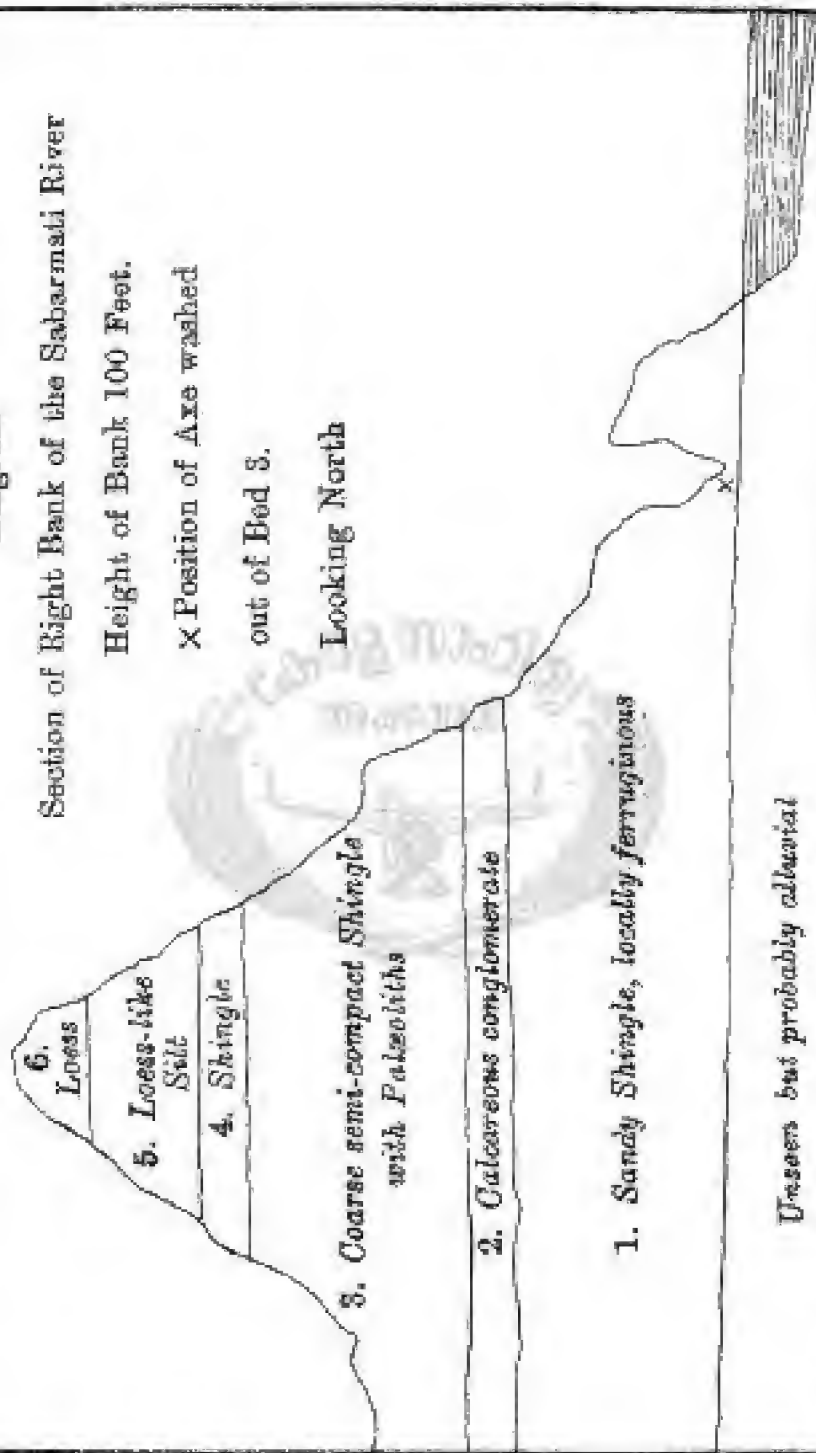 Section of Right Bank of the Sabarmati River
Height of Bank 100 Feet.
× Position of Axe washed
out of Bed 3.
Looking North
6.
Loess
5. Loess-like
Silt
4. Shingle
3. Coarse semi-compact Shingle
with Palæoliths
2. Calcareous conglomerate
1. Sandy Shingle, locally ferruginous
×
Unseen but probably alluvial